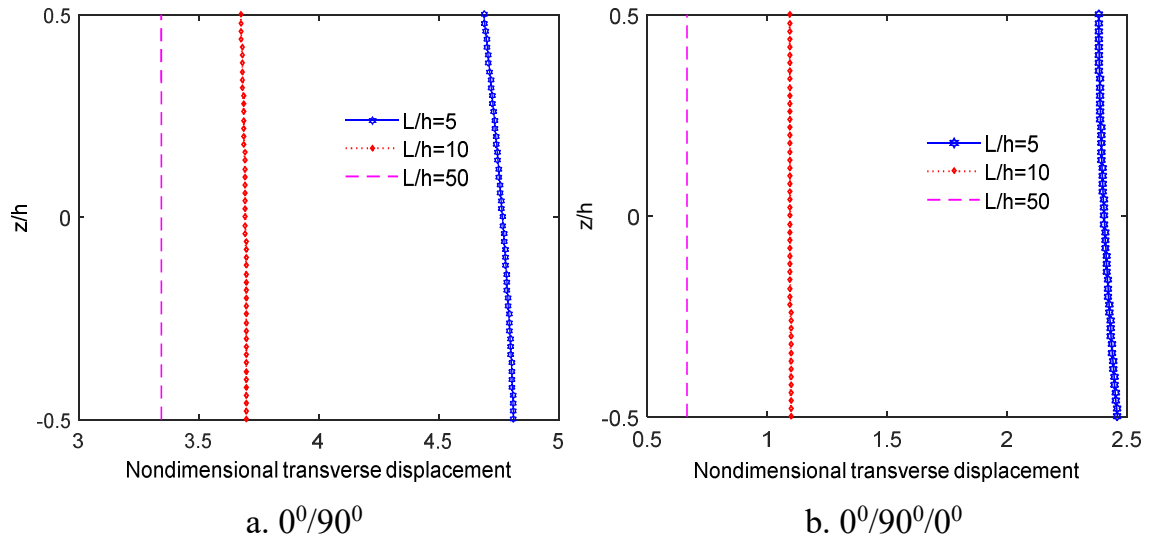 0.5
0
-0.5
z/h
L/h=5
L/h=10
L/h=50
3 3.5 4 4.5 5
Nondimensional transverse displacement
a. 0⁰/90⁰
0.5
0
-0.5
z/h
L/h=5
L/h=10
L/h=50
0.5 1 1.5 2 2.5
Nondimensional transverse displacement
b. 0⁰/90⁰/0⁰